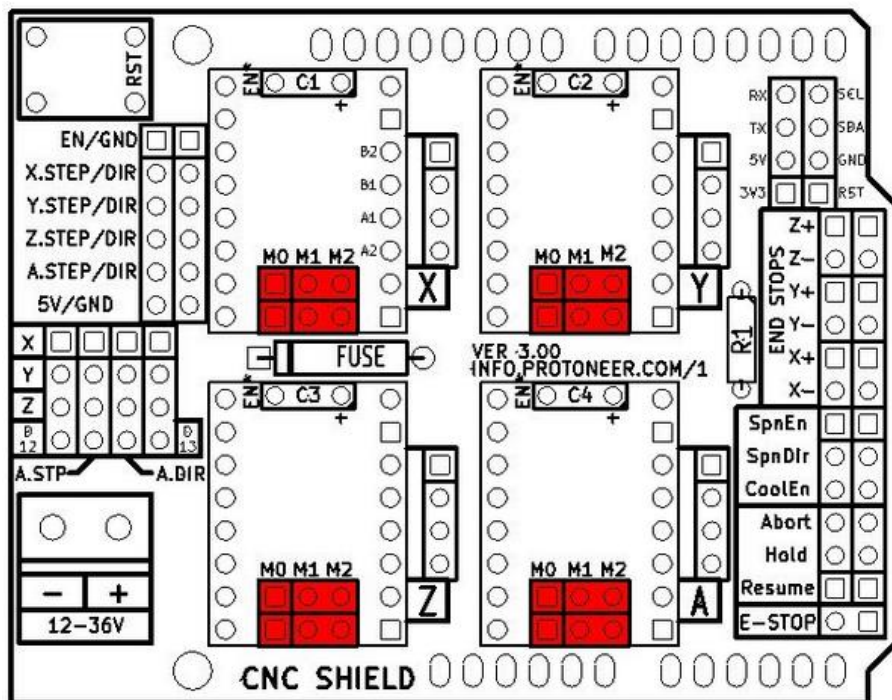 RST
EN*
C1
+
EN*
C2
+
RX
SCL
TX
SDA
5V
GND
3V3
RST
EN/GND
X.STEP/DIR
Y.STEP/DIR
Z.STEP/DIR
A.STEP/DIR
5V/GND
B2
B1
A1
A2
M0 M1 M2
X
M0 M1 M2
Y
END STOPS
Z+
Z-
Y+
Y-
X+
X-
X
Y
Z
D
12
D
13
A.STP
A.DIR
FUSE
VER 3.00
INFO.PROTONEER.COM/1
R1
EN*
C3
+
EN*
C4
+
SpnEn
SpnDir
CoolEn
Abort
Hold
Resume
E-STOP
- +
12-36V
M0 M1 M2
Z
M0 M1 M2
A
CNC SHIELD